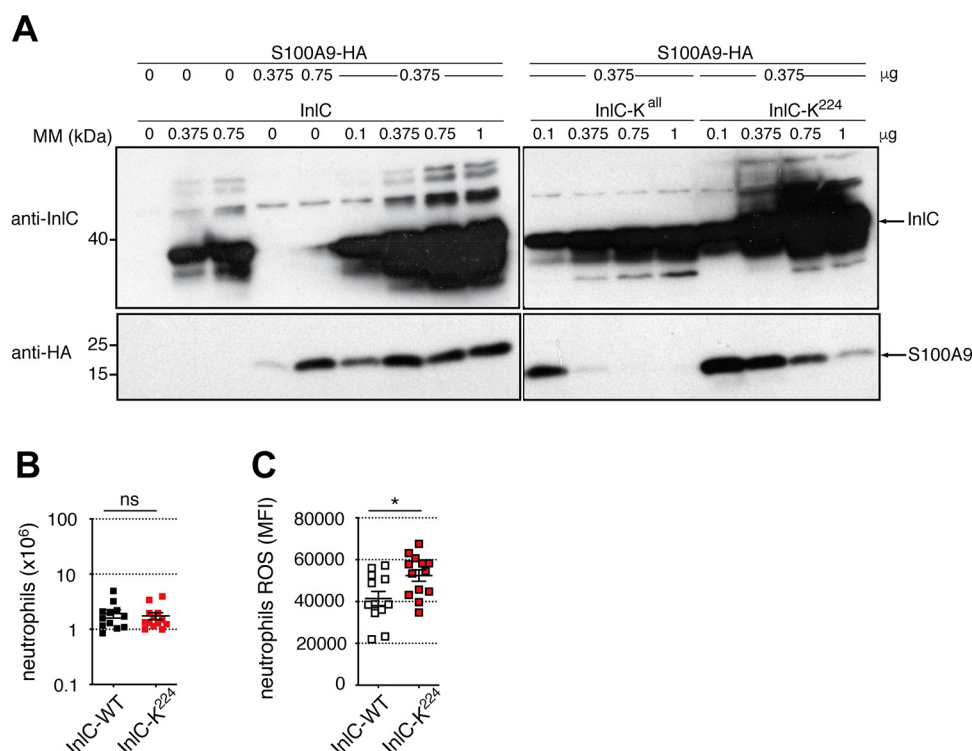 A
S100A9-HA S100A9-HA
0 0 0 0.375 0.75 0.375 0.375 0.375 µg
InlC InlC-K^all InlC-K^224
MM (kDa) 0 0.375 0.75 0 0 0.1 0.375 0.75 1 0.1 0.375 0.75 1 0.1 0.375 0.75 1 µg
anti-InlC InlC
40
anti-HA 25 S100A9
15
B C
ns *
neutrophils (x10^6)
100
10
1
0.1
InlC-WT InlC-K^224
neutrophils ROS (MFI)
80000
60000
40000
20000
0
InlC-WT InlC-K^224